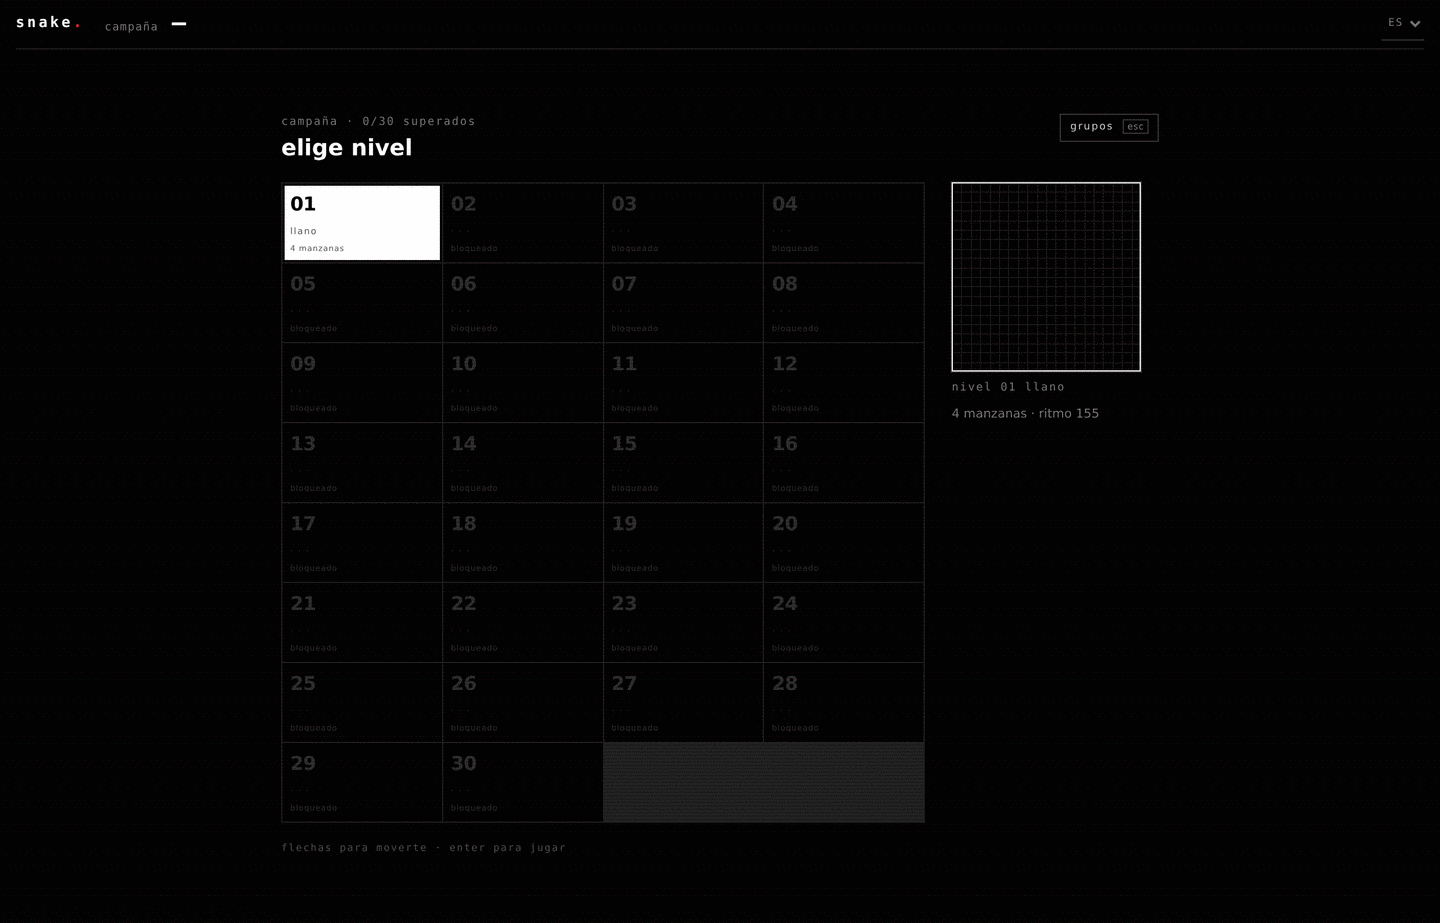 snake.
campaña
ES
campaña · 0/30 superados
elige nivel
grupos esc
01 02 03 04
llano ... ... ...
4 manzanas bloqueado bloqueado bloqueado
05 06 07 08
... ... ... ...
bloqueado bloqueado bloqueado bloqueado
09 10 11 12
... ... ... ...
bloqueado bloqueado bloqueado bloqueado
13 14 15 16
... ... ... ...
bloqueado bloqueado bloqueado bloqueado
17 18 19 20
... ... ... ...
bloqueado bloqueado bloqueado bloqueado
21 22 23 24
... ... ... ...
bloqueado bloqueado bloqueado bloqueado
25 26 27 28
... ... ... ...
bloqueado bloqueado bloqueado bloqueado
29 30
... ...
bloqueado bloqueado
nivel 01 llano
4 manzanas · ritmo 155
flechas para moverte · enter para jugar